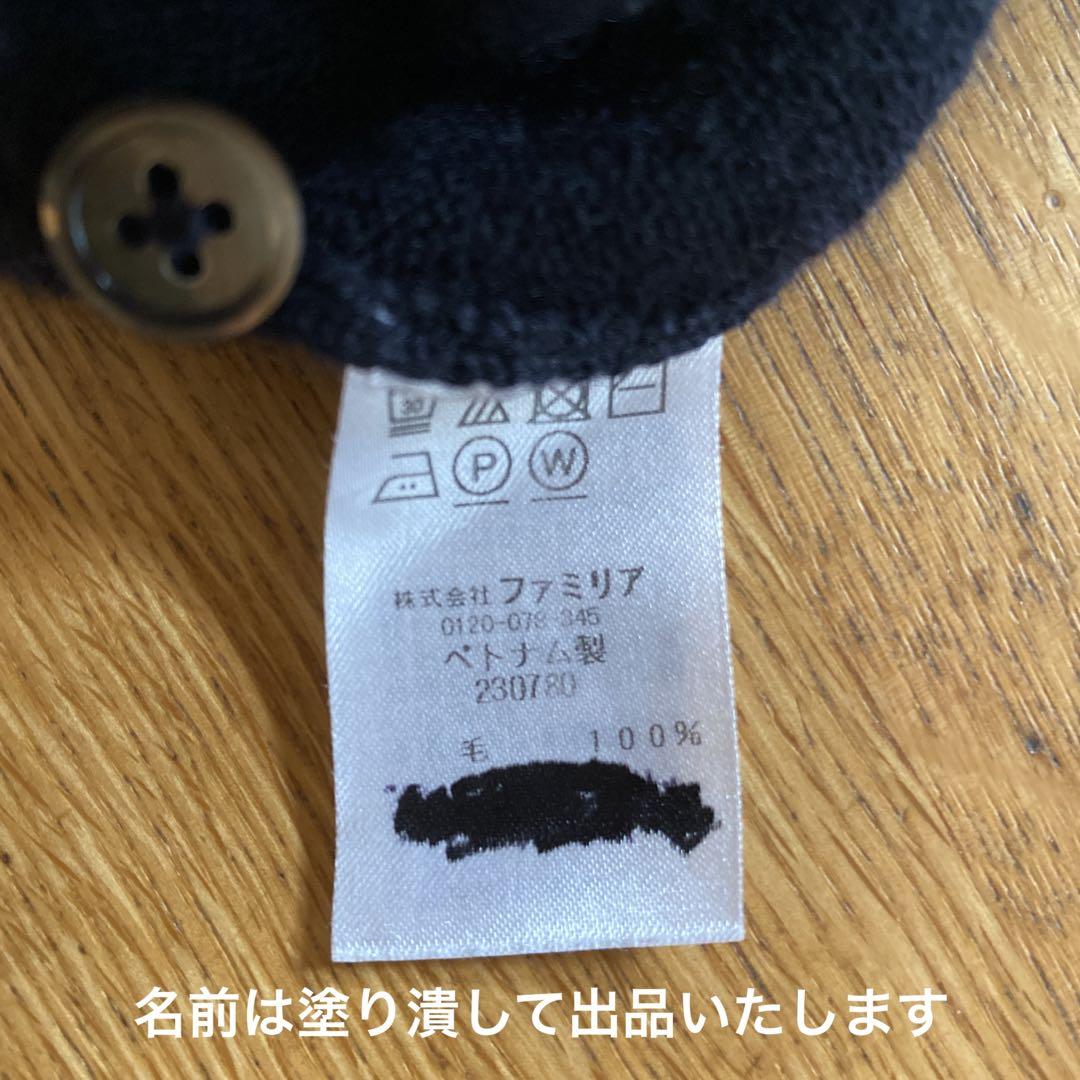 30
P W
株式会社 ファミリア
0120-078-345
ベトナム製
230780
毛 100%
名前は塗り潰して出品いたします